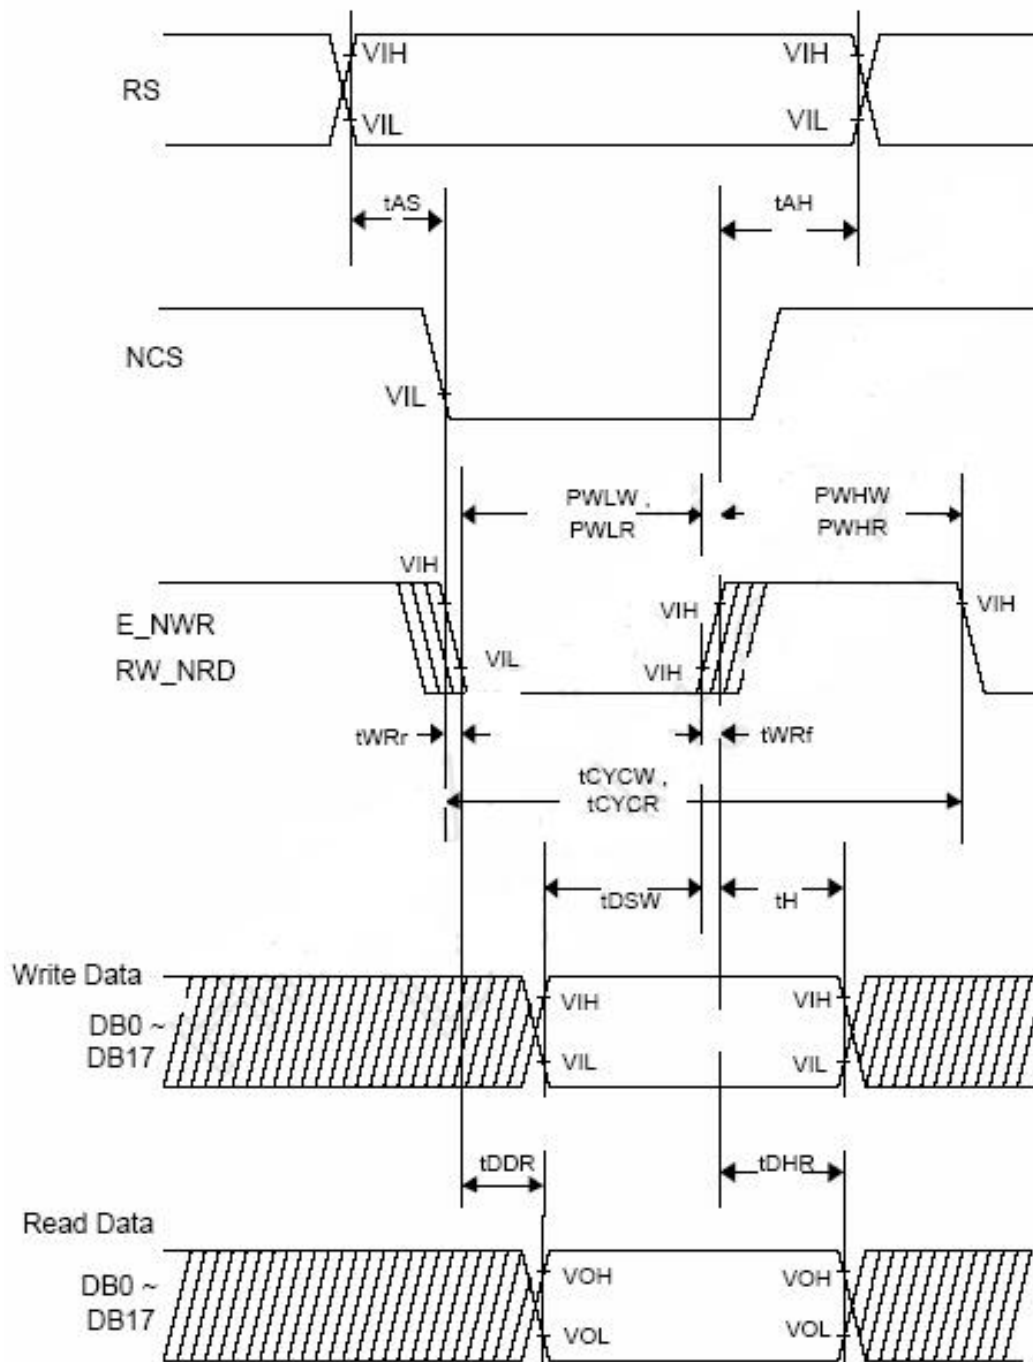 VIH
VIH
RS
VIL
VIL
tAS
tAH
NCS
VIL
PWLW ,
PWLR
PWHW
PWHR
VIH
E_NWR
RW_NRD
VIL
VIH
VIH
VIH
tWRr
tWRf
tCYCW ,
tCYCR
tDSW
tH
Write Data
DB0 ~
DB17
VIH
VIH
VIL
VIL
tDDR
tDHR
Read Data
DB0 ~
DB17
VOH
VOH
VOL
VOL